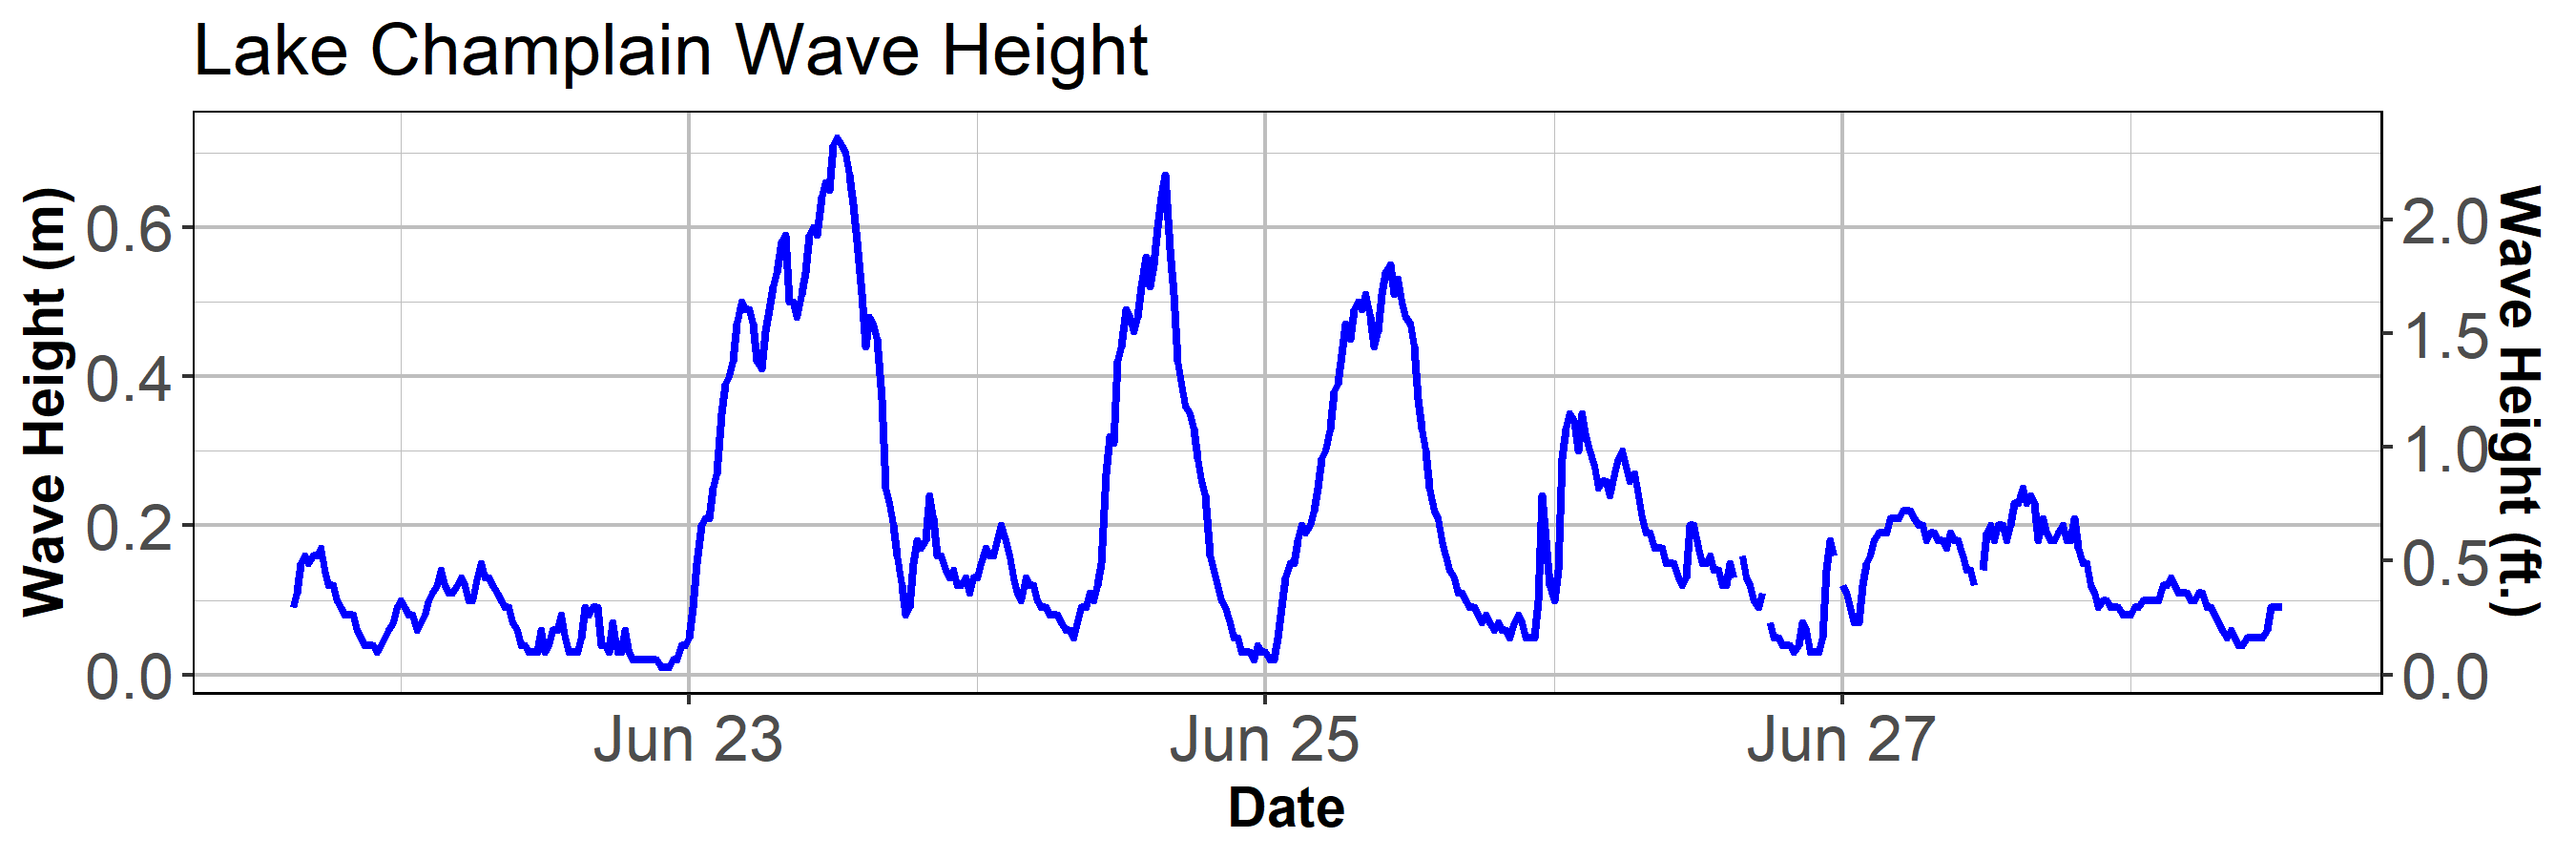 Lake Champlain Wave Height
Wave Height (m)
0.6
0.4
0.2
0.0
2.0
1.5
1.0
0.5
0.0
Wave Height (ft.)
Jun 23
Jun 25
Jun 27
Date